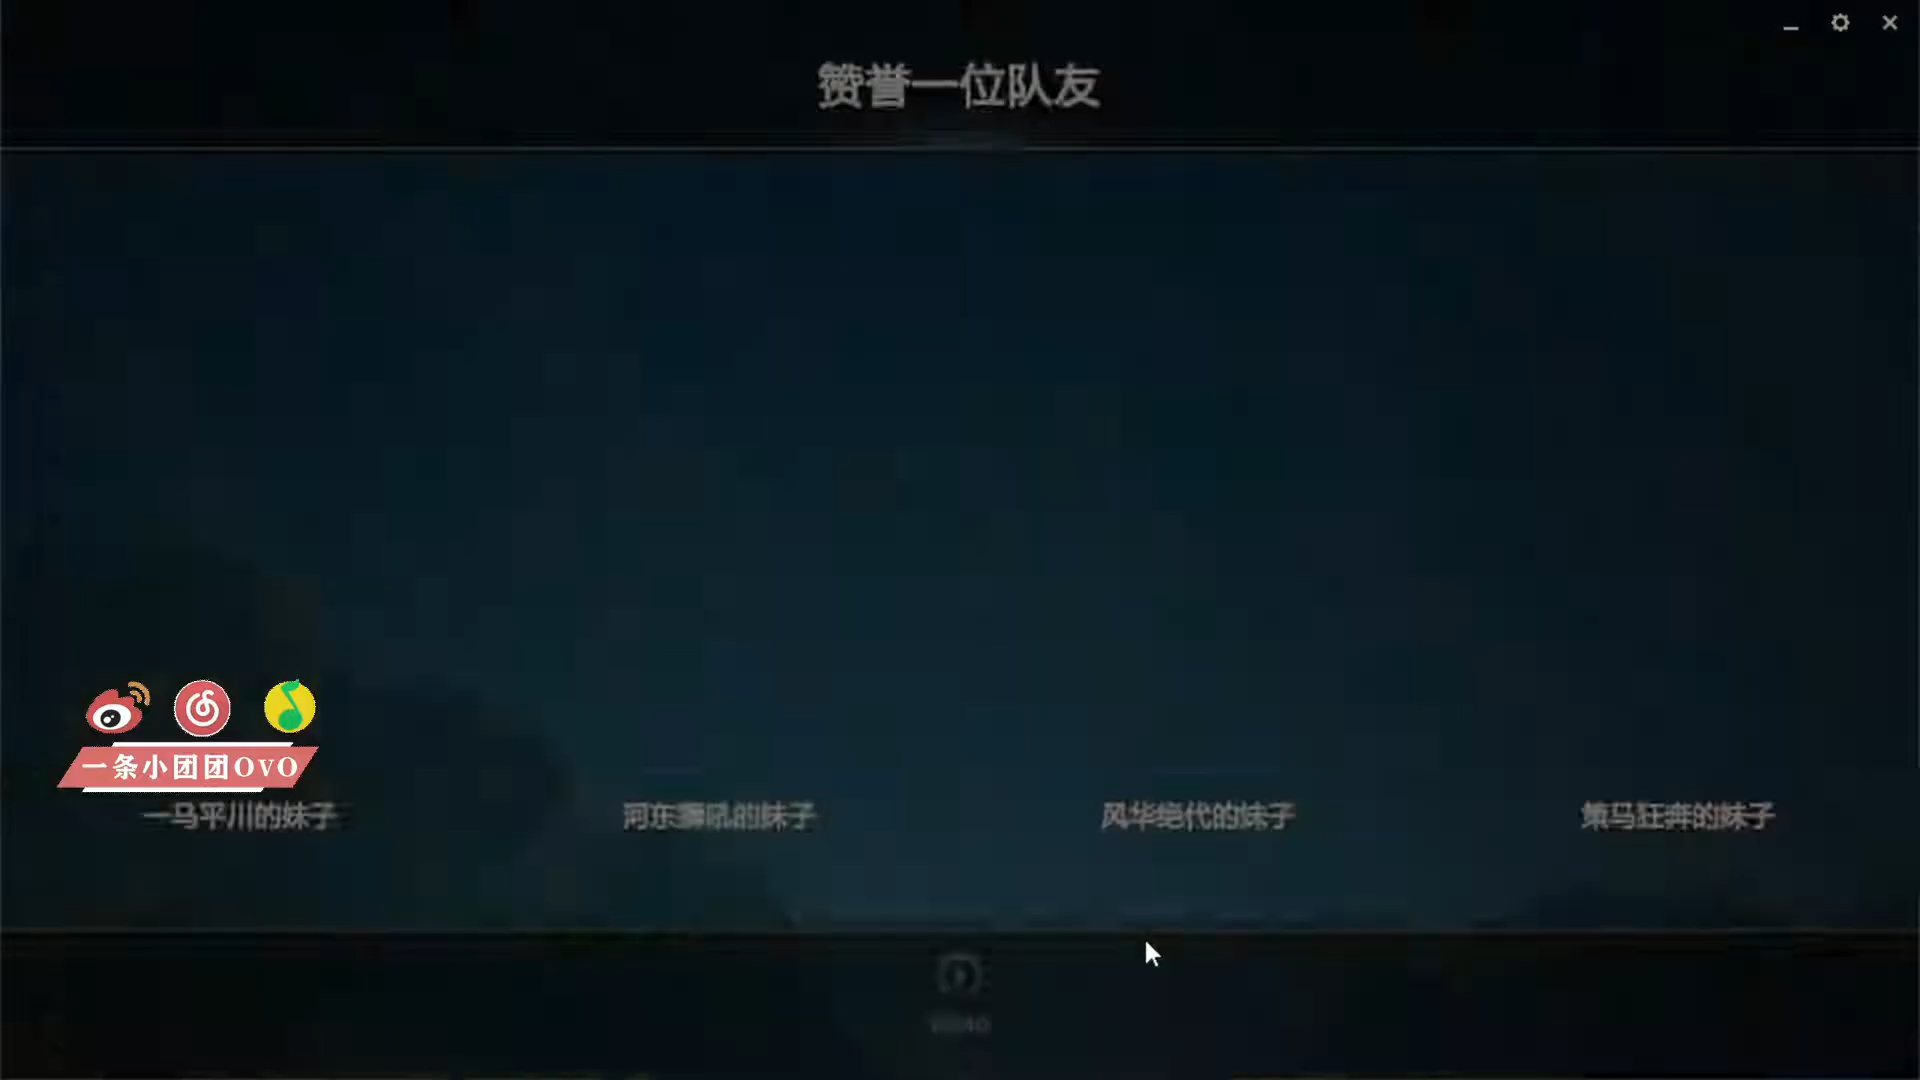 赞誉一位队友
一条小团团OvO
一马平川的妹子
河东狮吼的妹子
风华绝代的妹子
策马狂奔的妹子